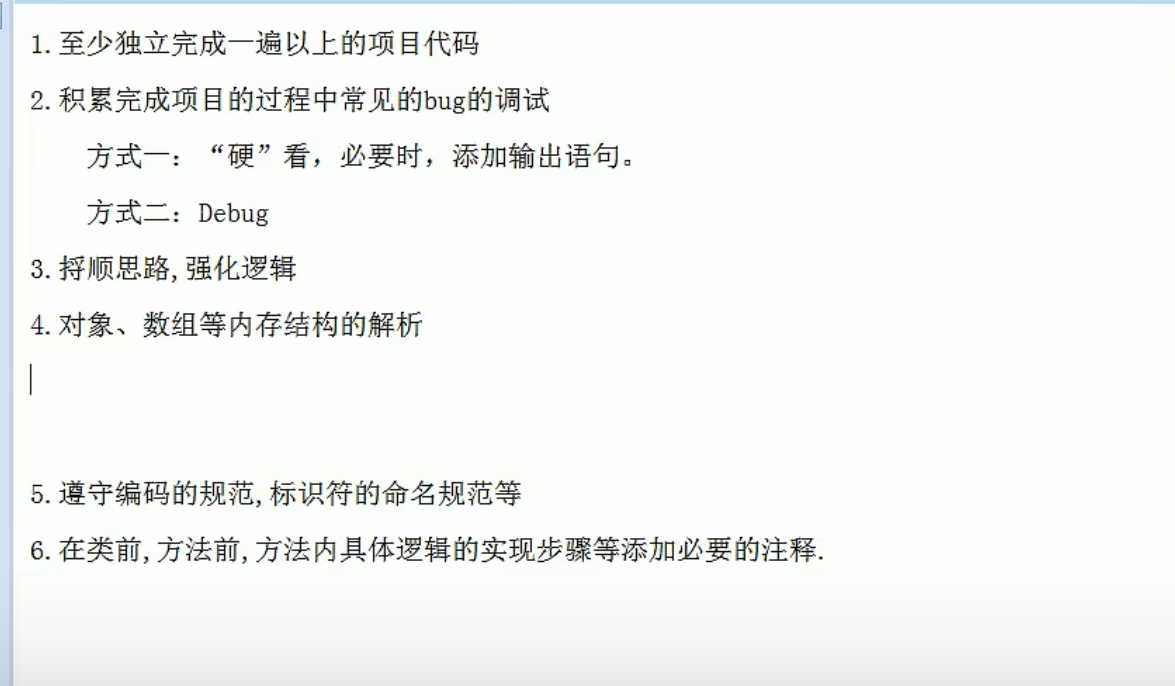 1.至少独立完成一遍以上的项目代码
2.积累完成项目的过程中常见的bug的调试
方式一：“硬”看，必要时，添加输出语句。
方式二：Debug
3.捋顺思路,强化逻辑
4.对象、数组等内存结构的解析
5.遵守编码的规范,标识符的命名规范等
6.在类前,方法前,方法内具体逻辑的实现步骤等添加必要的注释.